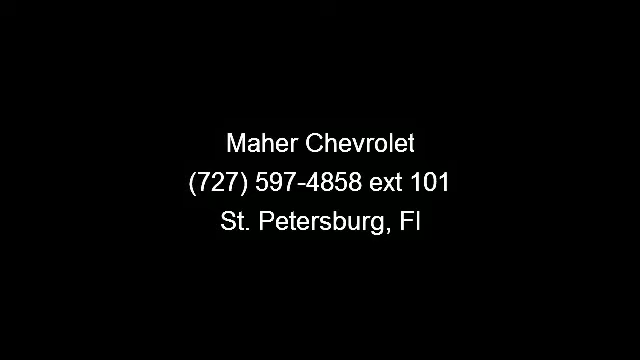 Maher Chevrolet
(727) 597-4858 ext 101
St. Petersburg, Fl